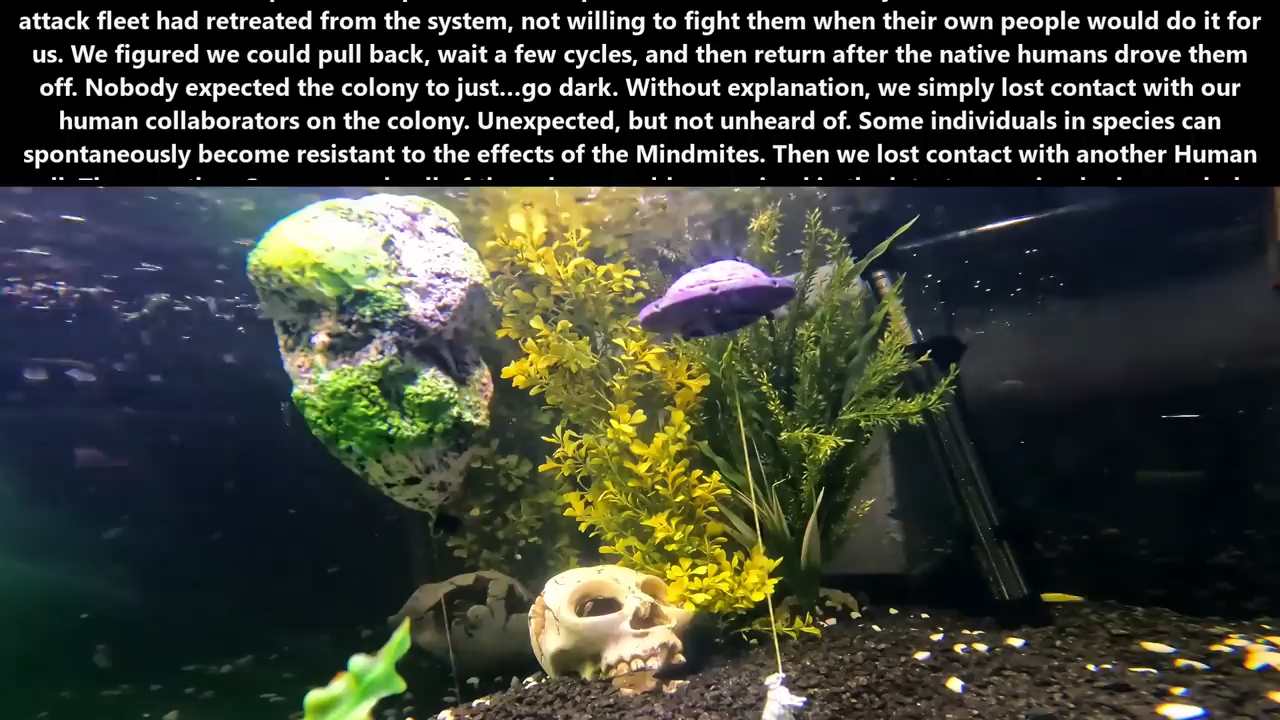 attack fleet had retreated from the system, not willing to fight them when their own people would do it for
us. We figured we could pull back, wait a few cycles, and then return after the native humans drove them
off. Nobody expected the colony to just...go dark. Without explanation, we simply lost contact with our
human collaborators on the colony. Unexpected, but not unheard of. Some individuals in species can
spontaneously become resistant to the effects of the Mindmites. Then we lost contact with another Human